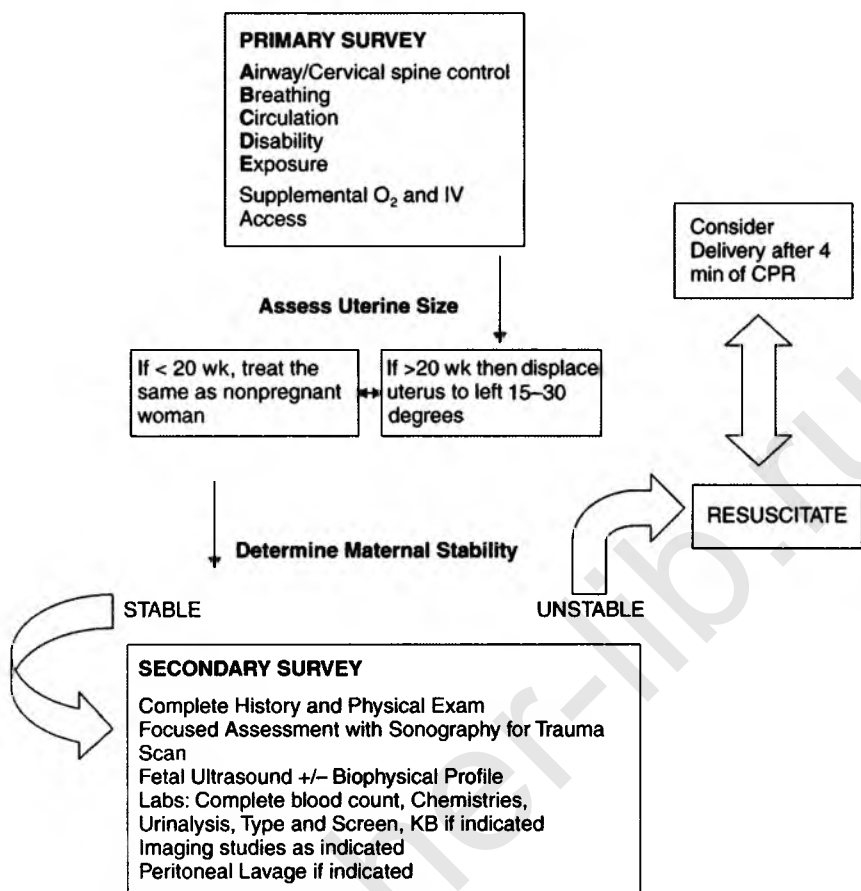 PRIMARY SURVEY
Airway/Cervical spine control
Breathing
Circulation
Disability
Exposure
Supplemental O₂ and IV
Access
Consider
Delivery after 4
min of CPR
Assess Uterine Size
If < 20 wk, treat the
same as nonpregnant
woman
If >20 wk then displace
uterus to left 15–30
degrees
RESUSCITATE
Determine Maternal Stability
STABLE
UNSTABLE
SECONDARY SURVEY
Complete History and Physical Exam
Focused Assessment with Sonography for Trauma
Scan
Fetal Ultrasound +/– Biophysical Profile
Labs: Complete blood count, Chemistries,
Urinalysis, Type and Screen, KB if indicated
Imaging studies as indicated
Peritoneal Lavage if indicated
her-lib.ru